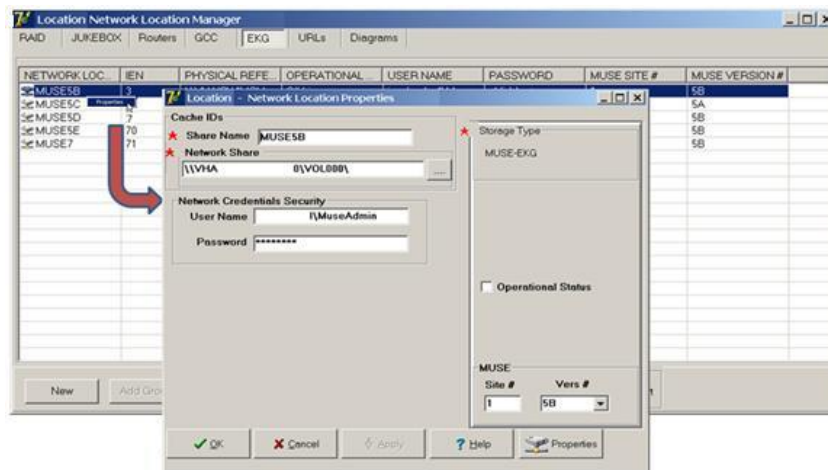 Location Network Location Manager
RAID JUKEBOX Routers GCC EKG URLs Diagrams
NETWORK LOC... IEN PHYSICAL REFE... OPERATIONAL... USER NAME PASSWORD MUSE SITE # MUSE VERSION #
MUSE5B 3 5B
MUSE5C Properties 5A
MUSE5D 7 5B
MUSE5E 70 5B
MUSE7 71 5B
Location - Network Location Properties
Cache IDs
* Share Name MUSE5B
* Network Share
\\VHA 0\VOL000\ ....
Network Credentials Security
User Name I\MuseAdmin
Password ********
* Storage Type
MUSE-EKG
Operational Status
MUSE
Site # Vers #
1 5B
New Add Gro
OK Cancel Apply Help Properties